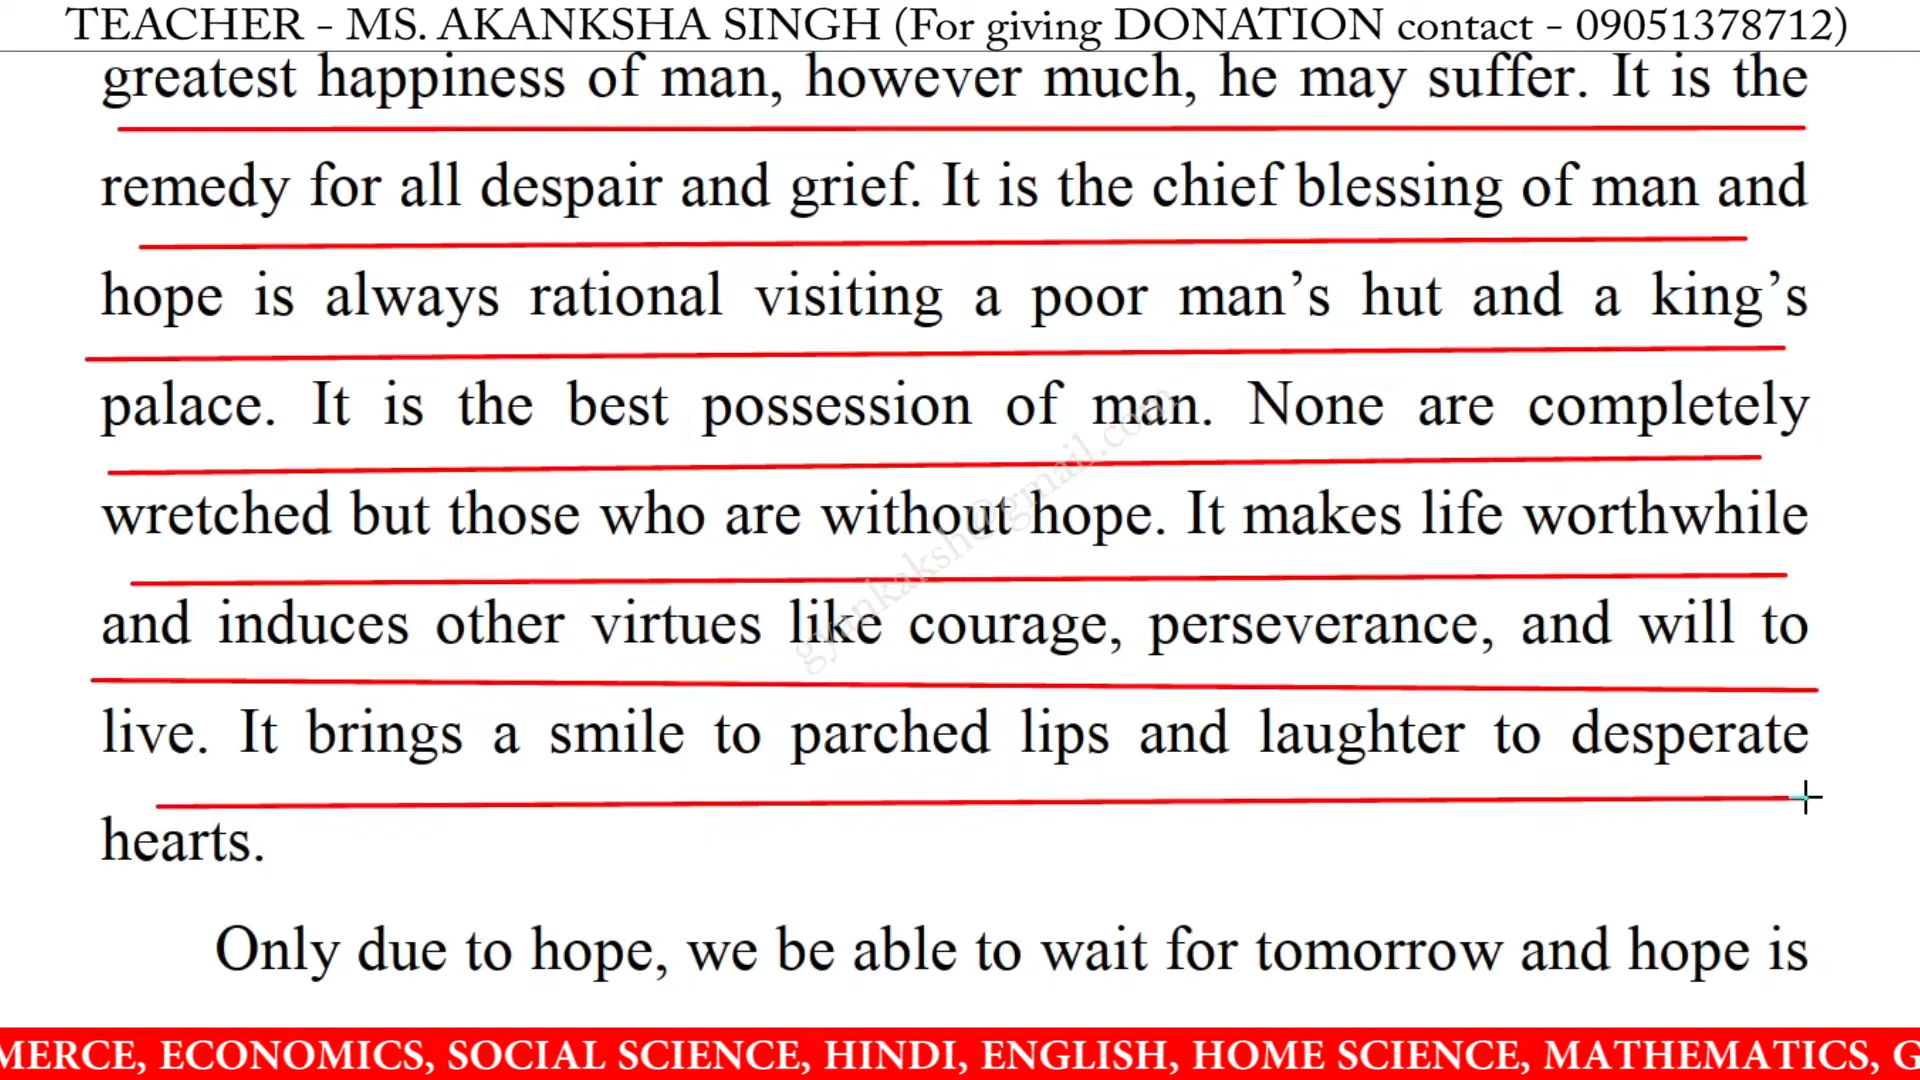 TEACHER - MS. AKANKSHA SINGH (For giving DONATION contact - 09051378712)
greatest happiness of man, however much, he may suffer. It is the
remedy for all despair and grief. It is the chief blessing of man and
hope is always rational visiting a poor man’s hut and a king’s
palace. It is the best possession of man. None are completely
wretched but those who are without hope. It makes life worthwhile
and induces other virtues like courage, perseverance, and will to
live. It brings a smile to parched lips and laughter to desperate
hearts.
Only due to hope, we be able to wait for tomorrow and hope is
MERCE, ECONOMICS, SOCIAL SCIENCE, HINDI, ENGLISH, HOME SCIENCE, MATHEMATICS, G